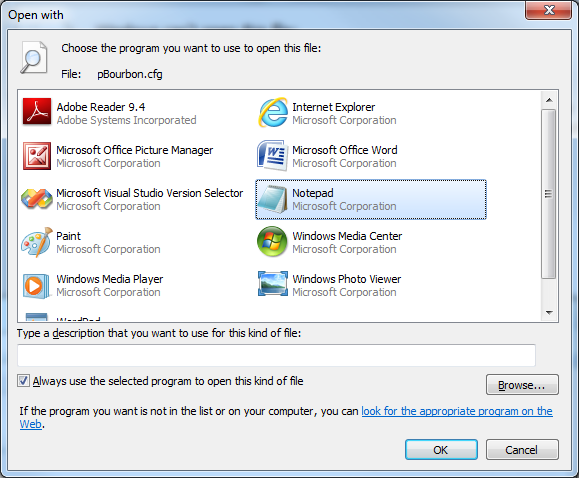 Open with
Choose the program you want to use to open this file:
File: pBourbon.cfg
Adobe Reader 9.4
Adobe Systems Incorporated
Internet Explorer
Microsoft Corporation
Microsoft Office Picture Manager
Microsoft Corporation
Microsoft Office Word
Microsoft Corporation
Microsoft Visual Studio Version Selector
Microsoft Corporation
Notepad
Microsoft Corporation
Paint
Microsoft Corporation
Windows Media Center
Microsoft Corporation
Windows Media Player
Microsoft Corporation
Windows Photo Viewer
Microsoft Corporation
WordPad
Type a description that you want to use for this kind of file:
Always use the selected program to open this kind of file
Browse...
If the program you want is not in the list or on your computer, you can look for the appropriate program on the
Web.
OK
Cancel